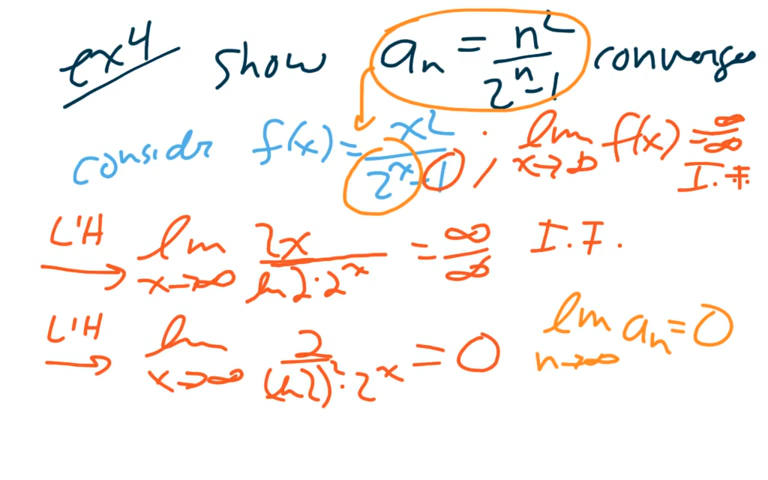 ex4 show aₙ = n²/(2ⁿ-1) converge
consider f(x) = x²/(2ˣ-1) ; lim x→∞ f(x) = ∞/∞ I.F.
L'H → lim x→∞ 2x/(ln2·2ˣ) = ∞/∞ I.F.
L'H → lim x→∞ 2/((ln2)²·2ˣ) = 0 lim n→∞ aₙ = 0